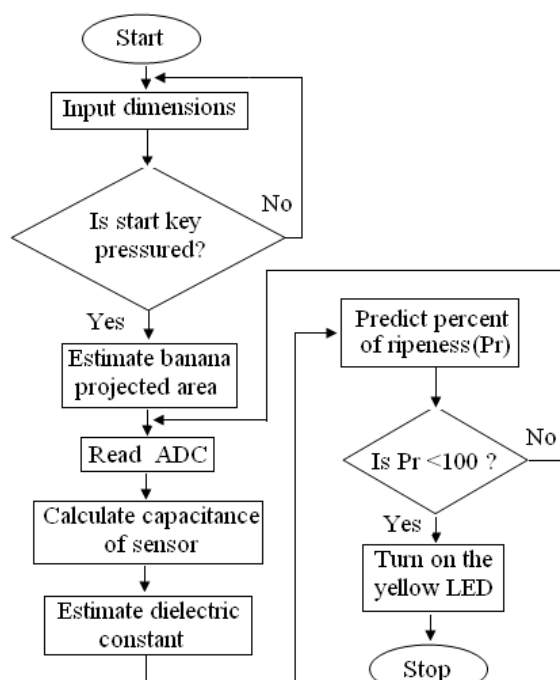 Start
Input dimensions
Is start key
pressured?
No
Yes
Estimate banana
projected area
Read ADC
Calculate capacitance
of sensor
Estimate dielectric
constant
Predict percent
of ripeness(Pr)
Is Pr <100 ?
No
Yes
Turn on the
yellow LED
Stop